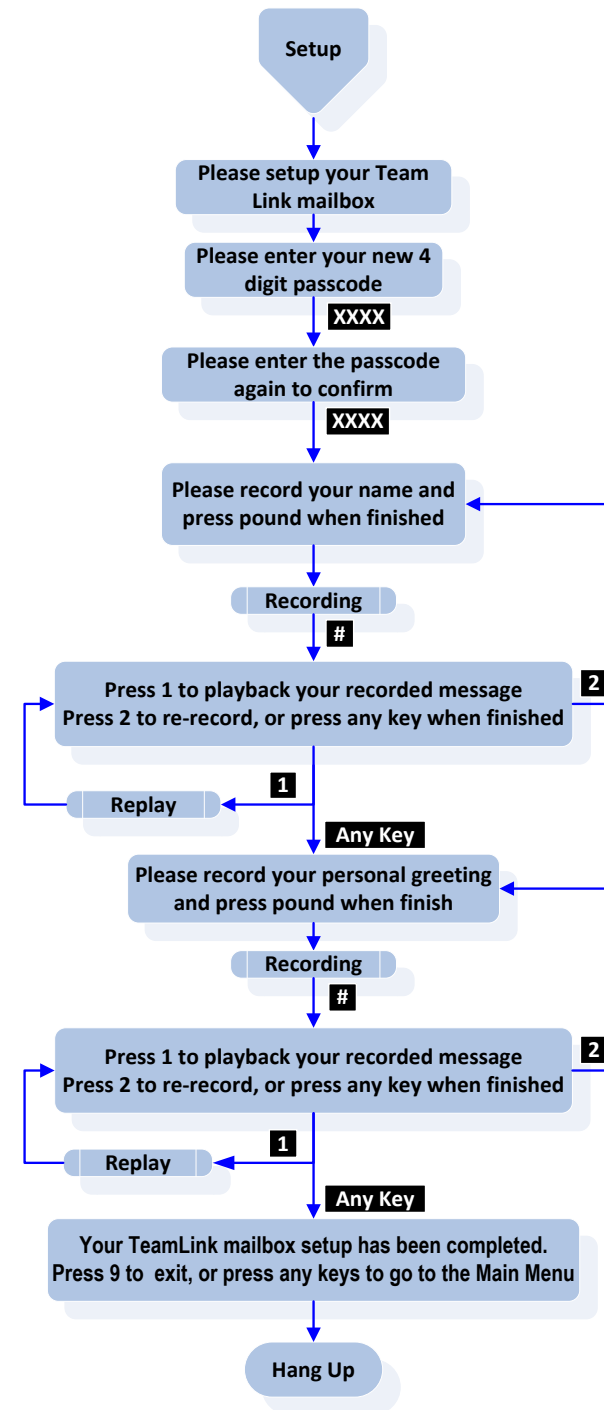 Setup
Please setup your Team
Link mailbox
Please enter your new 4
digit passcode
XXXX
Please enter the passcode
again to confirm
XXXX
Please record your name and
press pound when finished
Recording
#
Press 1 to playback your recorded message
Press 2 to re-record, or press any key when finished
2
1
Replay
Any Key
Please record your personal greeting
and press pound when finish
Recording
#
Press 1 to playback your recorded message
Press 2 to re-record, or press any key when finished
2
1
Replay
Any Key
Your TeamLink mailbox setup has been completed.
Press 9 to exit, or press any keys to go to the Main Menu
Hang Up